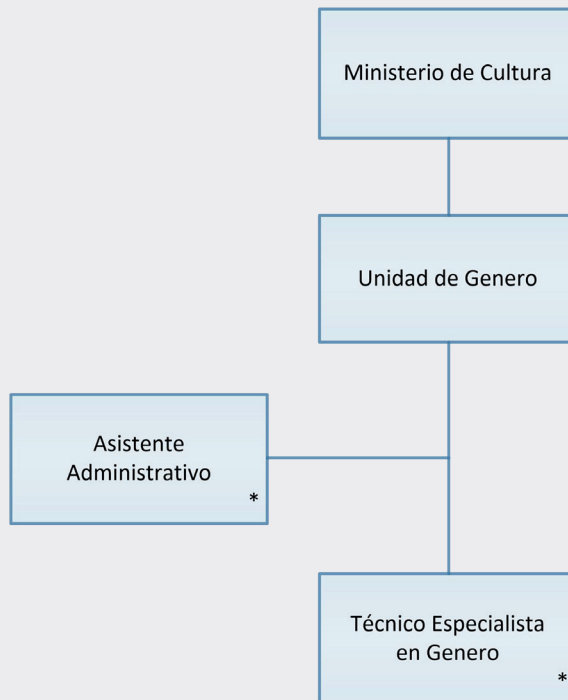 Ministerio de Cultura
Unidad de Genero
Asistente
Administrativo
*
Técnico Especialista
en Genero
*